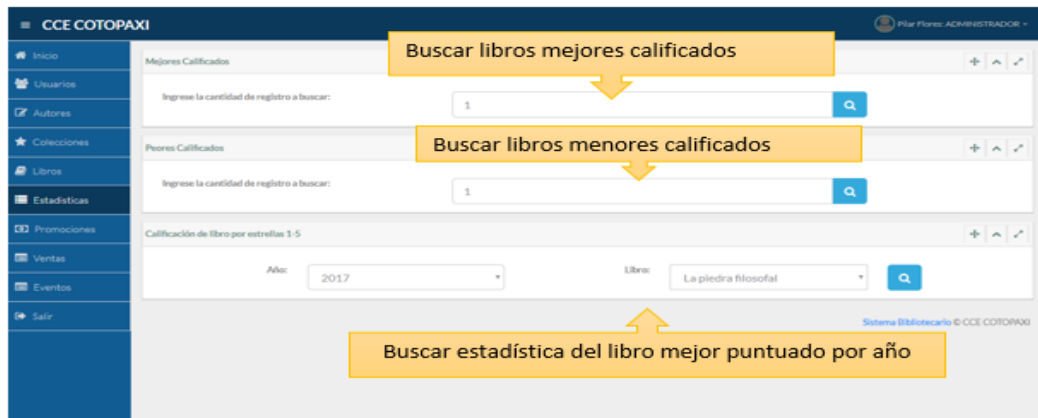 CCE COTOPAXI
Pilar Flores: ADMINISTRADOR
Inicio
Usuarios
Autores
Colecciones
Libros
Estadísticas
Promociones
Ventas
Eventos
Salir
Buscar libros mejores calificados
Mejores Calificados
Ingrese la cantidad de registro a buscar:
1
Buscar libros menores calificados
Peores Calificados
Ingrese la cantidad de registro a buscar:
1
Calificación de libro por estrellas 1-5
Año:
2017
Libro:
La piedra filosofal
Sistema Bibliotecario © CCE COTOPAXI
Buscar estadística del libro mejor puntuado por año